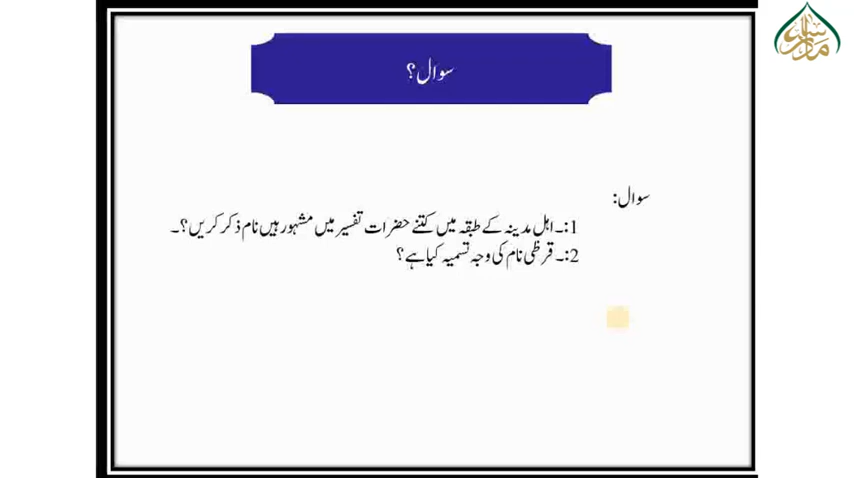 سوال؟
سوال:
1:۔ اہل مدینہ کے طبقہ میں کتنے حضرات تفسیر میں مشہور ہیں نام ذکر کریں؟۔
2:۔ قرظی نام کی وجہ تسمیہ کیا ہے؟